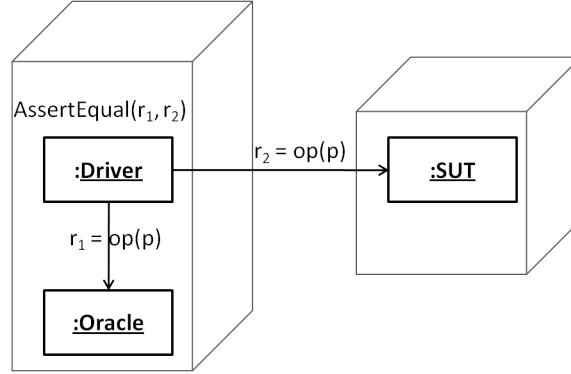 AssertEqual(r₁, r₂)
:Driver
r₂ = op(p)
:SUT
r₁ = op(p)
:Oracle